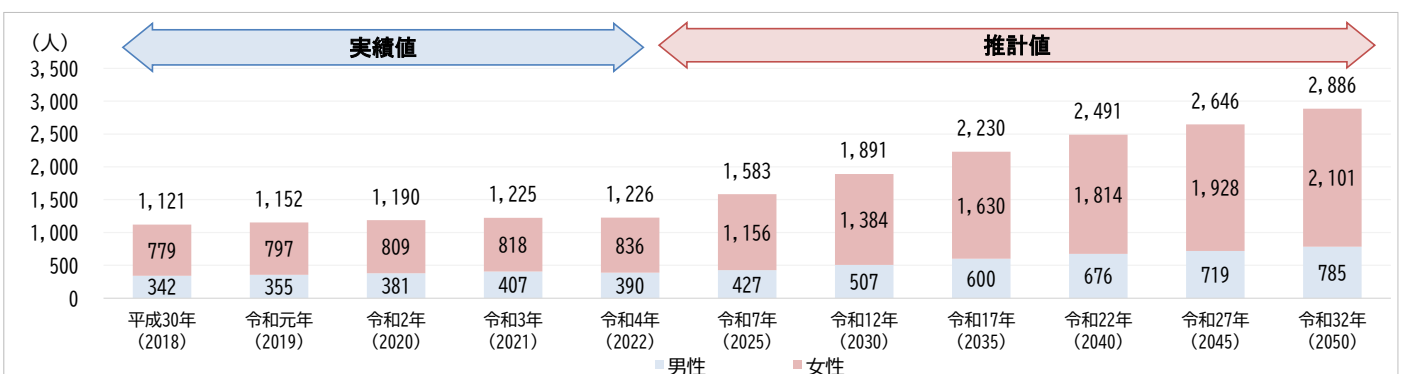 実績値 推計値
（人）
3,500
3,000
2,500
2,000
1,500
1,000
500
0
1,121 1,152 1,190 1,225 1,226 1,583 1,891 2,230 2,491 2,646 2,886
779 797 809 818 836 1,156 1,384 1,630 1,814 1,928 2,101
342 355 381 407 390 427 507 600 676 719 785
平成30年 令和元年 令和2年 令和3年 令和4年 令和7年 令和12年 令和17年 令和22年 令和27年 令和32年
（2018） （2019） （2020） （2021） （2022） （2025） （2030） （2035） （2040） （2045） （2050）
男性 女性